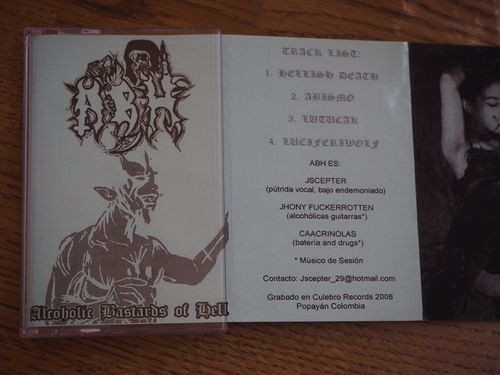 ABH
Alcoholic Bastards of Hell
TRACK LIST:
1. HELLISH DEATH
2. ABISMO
3. LUTUCAK
4. LUCIFERIWOLF
ABH ES:
JSCEPTER
(pútrida vocal, bajo endemoniado)
JHONY FUCKERROTTEN
(alcohólicas guitarras*)
CAACRINOLAS
(batería and drugs*)
* Músico de Sesión
Contacto: Jscepter_29@hotmail.com
Grabado en Culebro Records 2008
Popayán Colombia